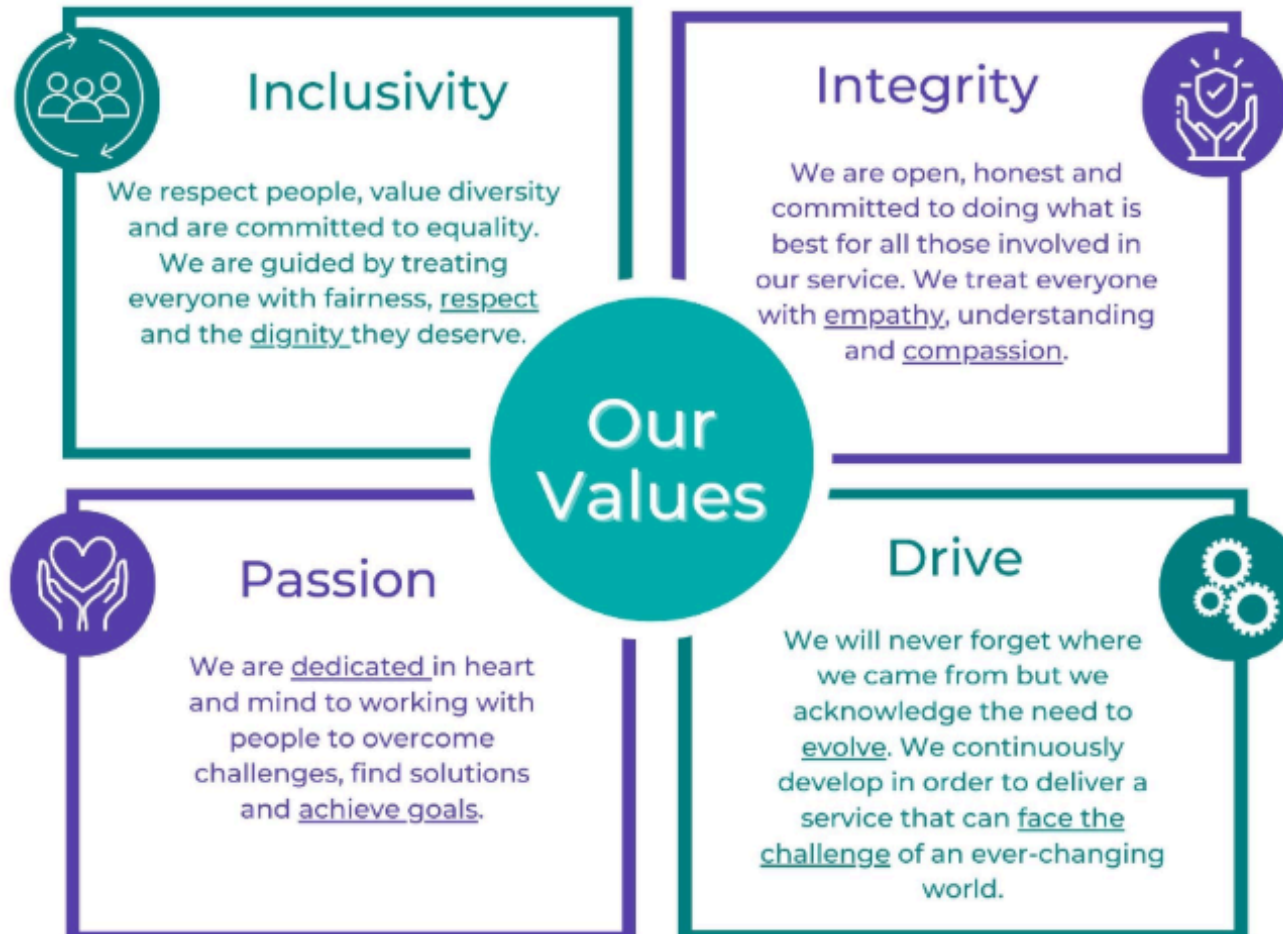 Inclusivity
We respect people, value diversity
and are committed to equality.
We are guided by treating
everyone with fairness, respect
and the dignity they deserve.
Integrity
We are open, honest and
committed to doing what is
best for all those involved in
our service. We treat everyone
with empathy, understanding
and compassion.
Our
Values
Passion
We are dedicated in heart
and mind to working with
people to overcome
challenges, find solutions
and achieve goals.
Drive
We will never forget where
we came from but we
acknowledge the need to
evolve. We continuously
develop in order to deliver a
service that can face the
challenge of an ever-changing
world.